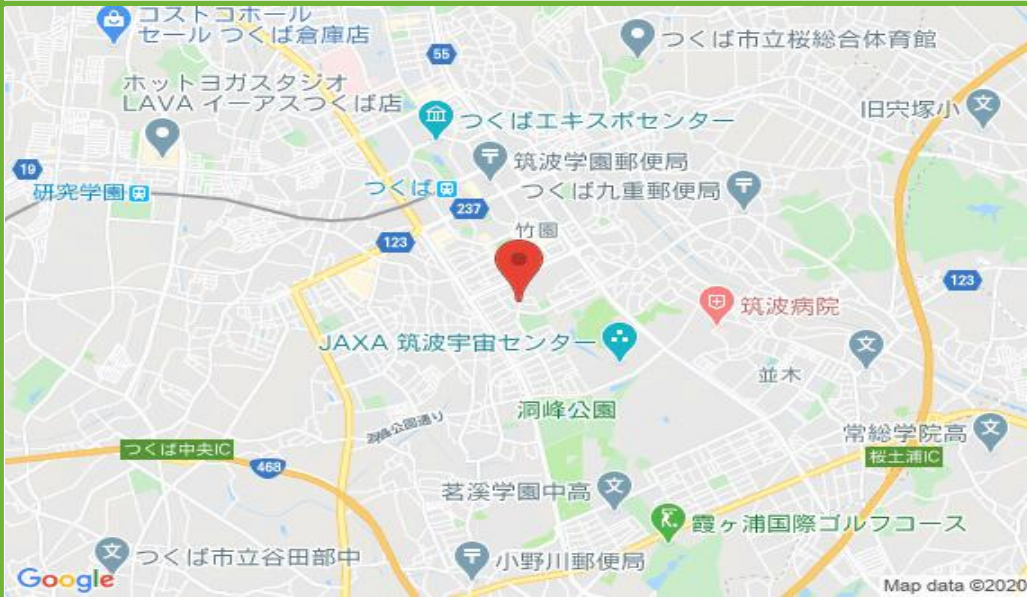 コストコホール
セール つくば倉庫店
55
つくば市立桜総合体育館
ホットヨガスタジオ
LAVA イーアスつくば店
旧宍塚小
つくばエキスポセンター
筑波学園郵便局
19
研究学園
つくば
つくば九重郵便局
237
竹園
123
123
筑波病院
JAXA 筑波宇宙センター
並木
洞峰公園
洞峰公園通り
常総学院高
つくば中央IC
桜土浦IC
468
茗溪学園中高
霞ヶ浦国際ゴルフコース
つくば市立谷田部中
小野川郵便局
Google
Map data ©2020